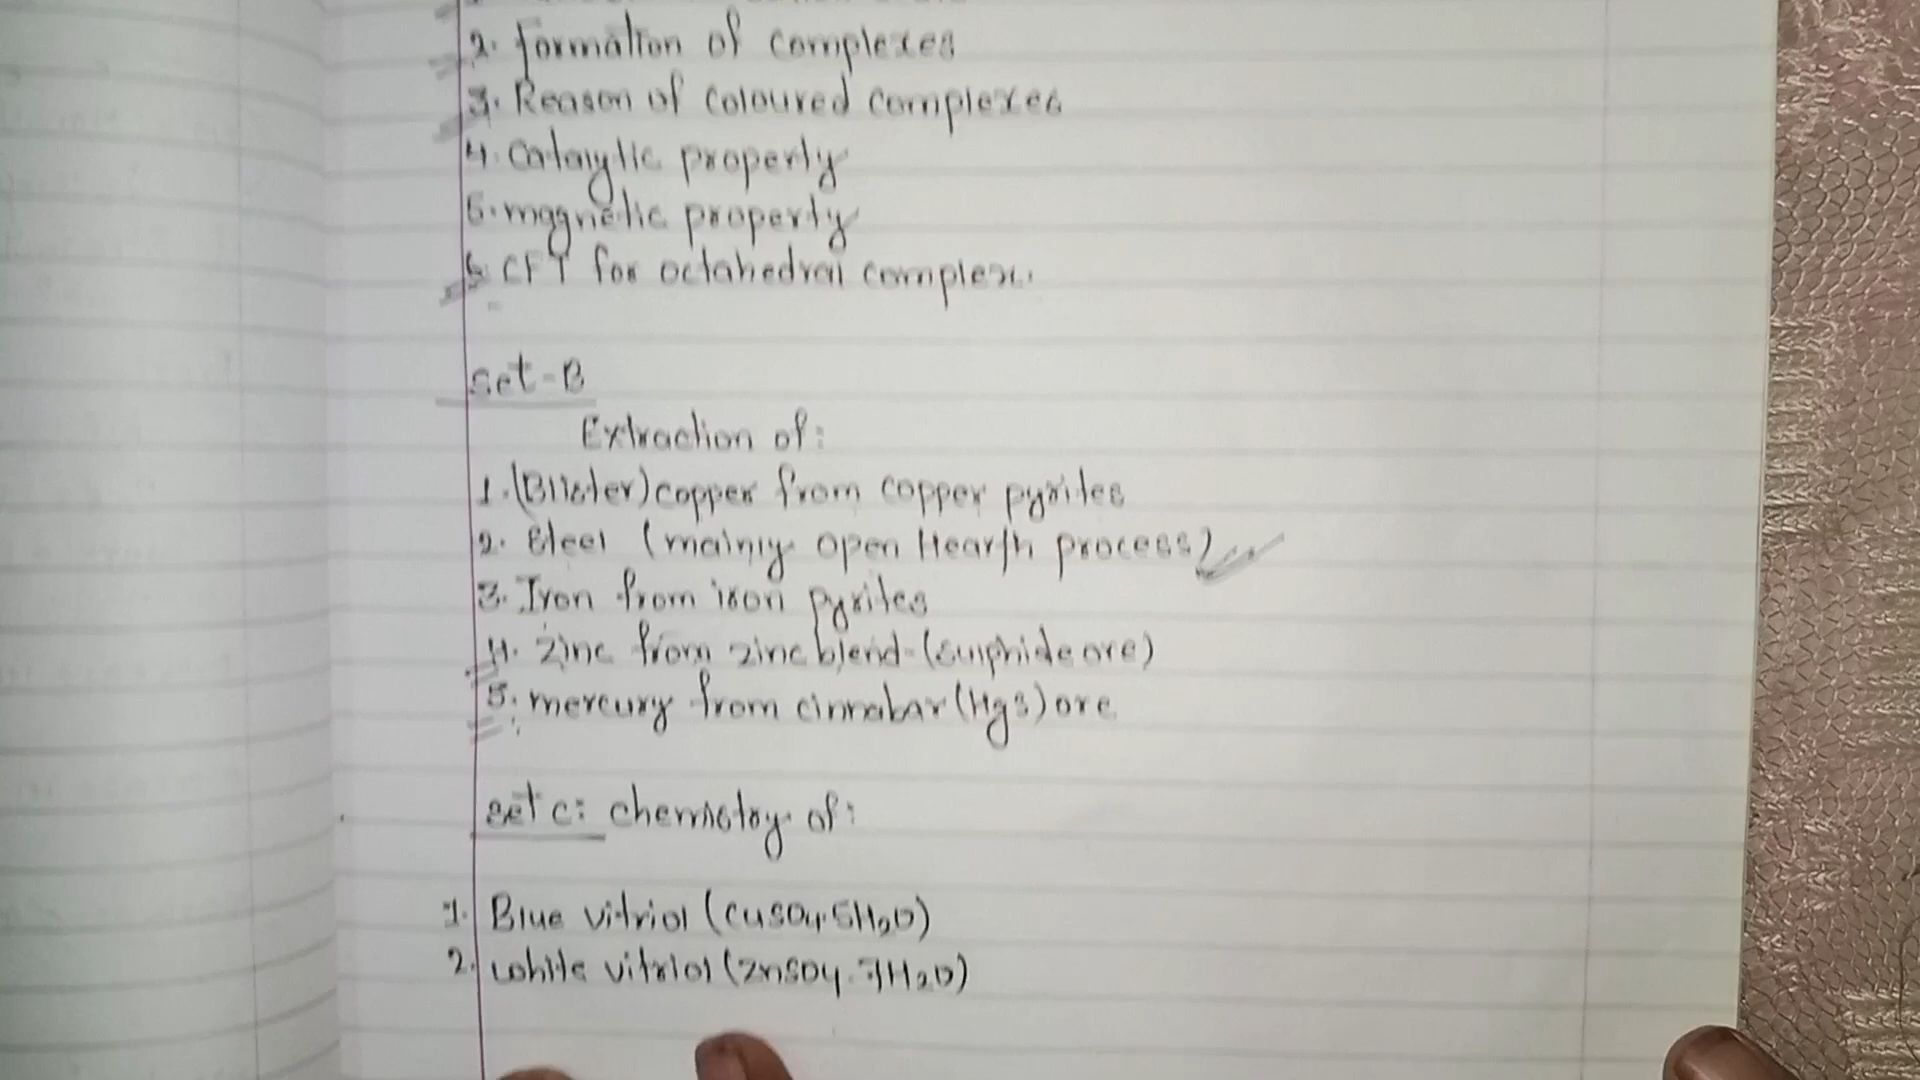 2. formation of complexes
3. Reason of coloured complexes
4. Catalytic property
5. magnetic property
6. CFT for octahedral complex.
set-B
Extraction of:
1. (Blister) copper from copper pyrites
2. Steel (mainly open Hearth process)
3. Iron from iron pyrites
4. Zinc from zinc blend-(sulphide ore)
5. mercury from cinnabar (HgS) ore
set c: chemistry of:
1. Blue vitriol (CuSO4.5H2O)
2. white vitriol (ZnSO4.7H2O)